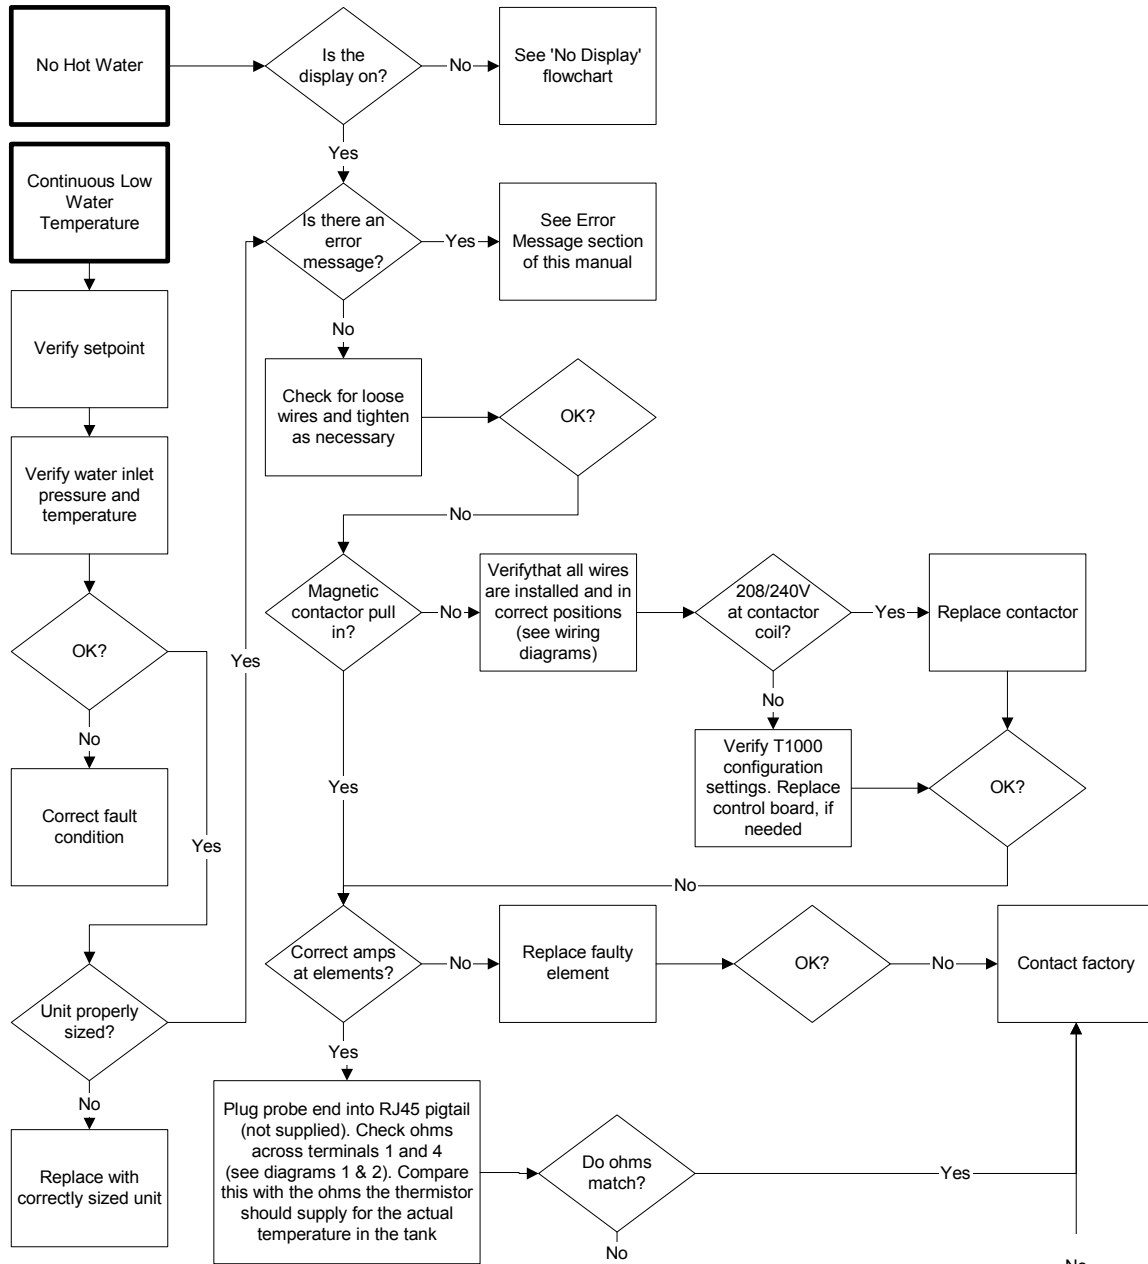 No Hot Water
Is the
display on?
No
See 'No Display'
flowchart
Yes
Continuous Low
Water
Temperature
Is there an
error
message?
Yes
See Error
Message section
of this manual
No
Verify setpoint
Check for loose
wires and tighten
as necessary
OK?
Verify water inlet
pressure and
temperature
No
Magnetic
contactor pull
in?
No
Verifythat all wires
are installed and in
correct positions
(see wiring
diagrams)
208/240V
at contactor
coil?
Yes
Replace contactor
OK?
Yes
No
No
Verify T1000
configuration
settings. Replace
control board, if
needed
OK?
Yes
Correct fault
condition
Yes
No
Correct amps
at elements?
No
Replace faulty
element
OK?
No
Contact factory
Unit properly
sized?
Yes
No
Plug probe end into RJ45 pigtail
(not supplied). Check ohms
across terminals 1 and 4
(see diagrams 1 & 2). Compare
this with the ohms the thermistor
should supply for the actual
temperature in the tank
Do ohms
match?
Yes
Replace with
correctly sized unit
No
No